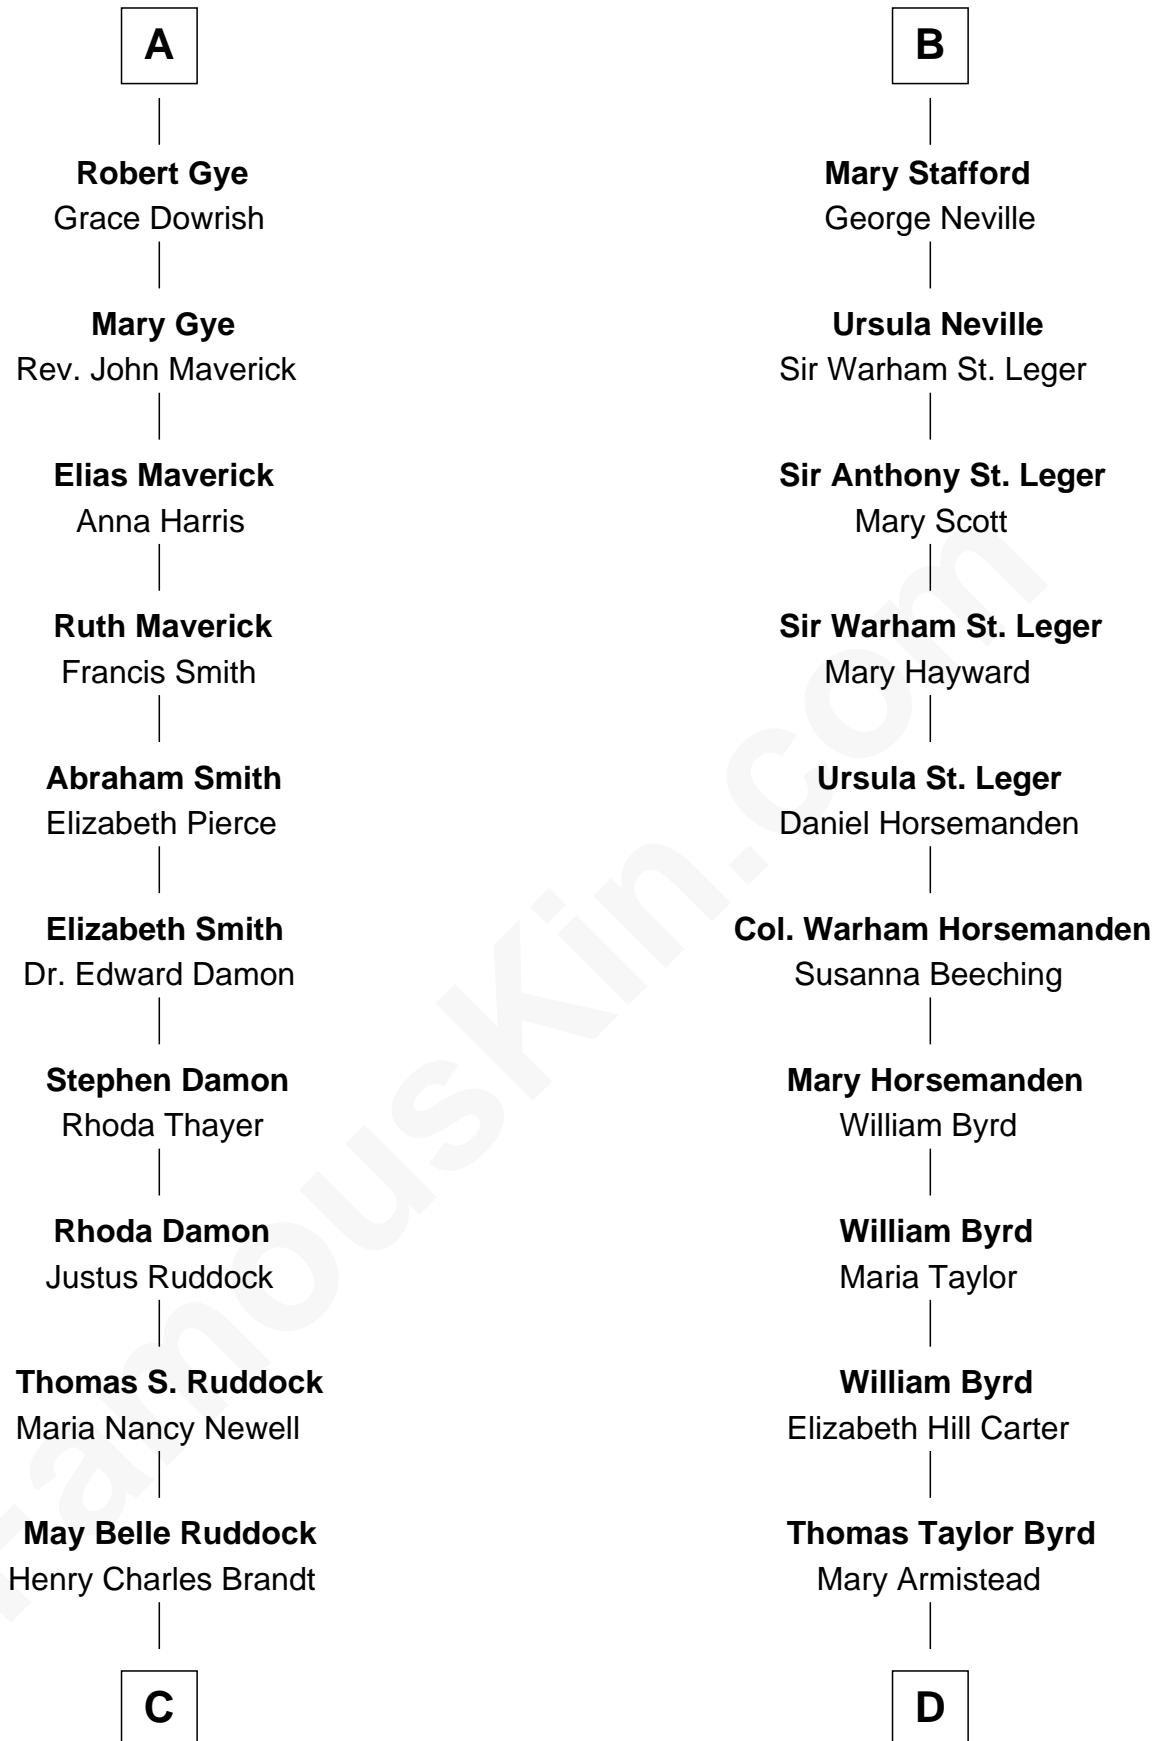 A
Robert Gye
Grace Dowrish
Mary Gye
Rev. John Maverick
Elias Maverick
Anna Harris
Ruth Maverick
Francis Smith
Abraham Smith
Elizabeth Pierce
Elizabeth Smith
Dr. Edward Damon
Stephen Damon
Rhoda Thayer
Rhoda Damon
Justus Ruddock
Thomas S. Ruddock
Maria Nancy Newell
May Belle Ruddock
Henry Charles Brandt
C
B
Mary Stafford
George Neville
Ursula Neville
Sir Warham St. Leger
Sir Anthony St. Leger
Mary Scott
Sir Warham St. Leger
Mary Hayward
Ursula St. Leger
Daniel Horsemanden
Col. Warham Horsemanden
Susanna Beeching
Mary Horsemanden
William Byrd
William Byrd
Maria Taylor
William Byrd
Elizabeth Hill Carter
Thomas Taylor Byrd
Mary Armistead
D
FamousKin.com